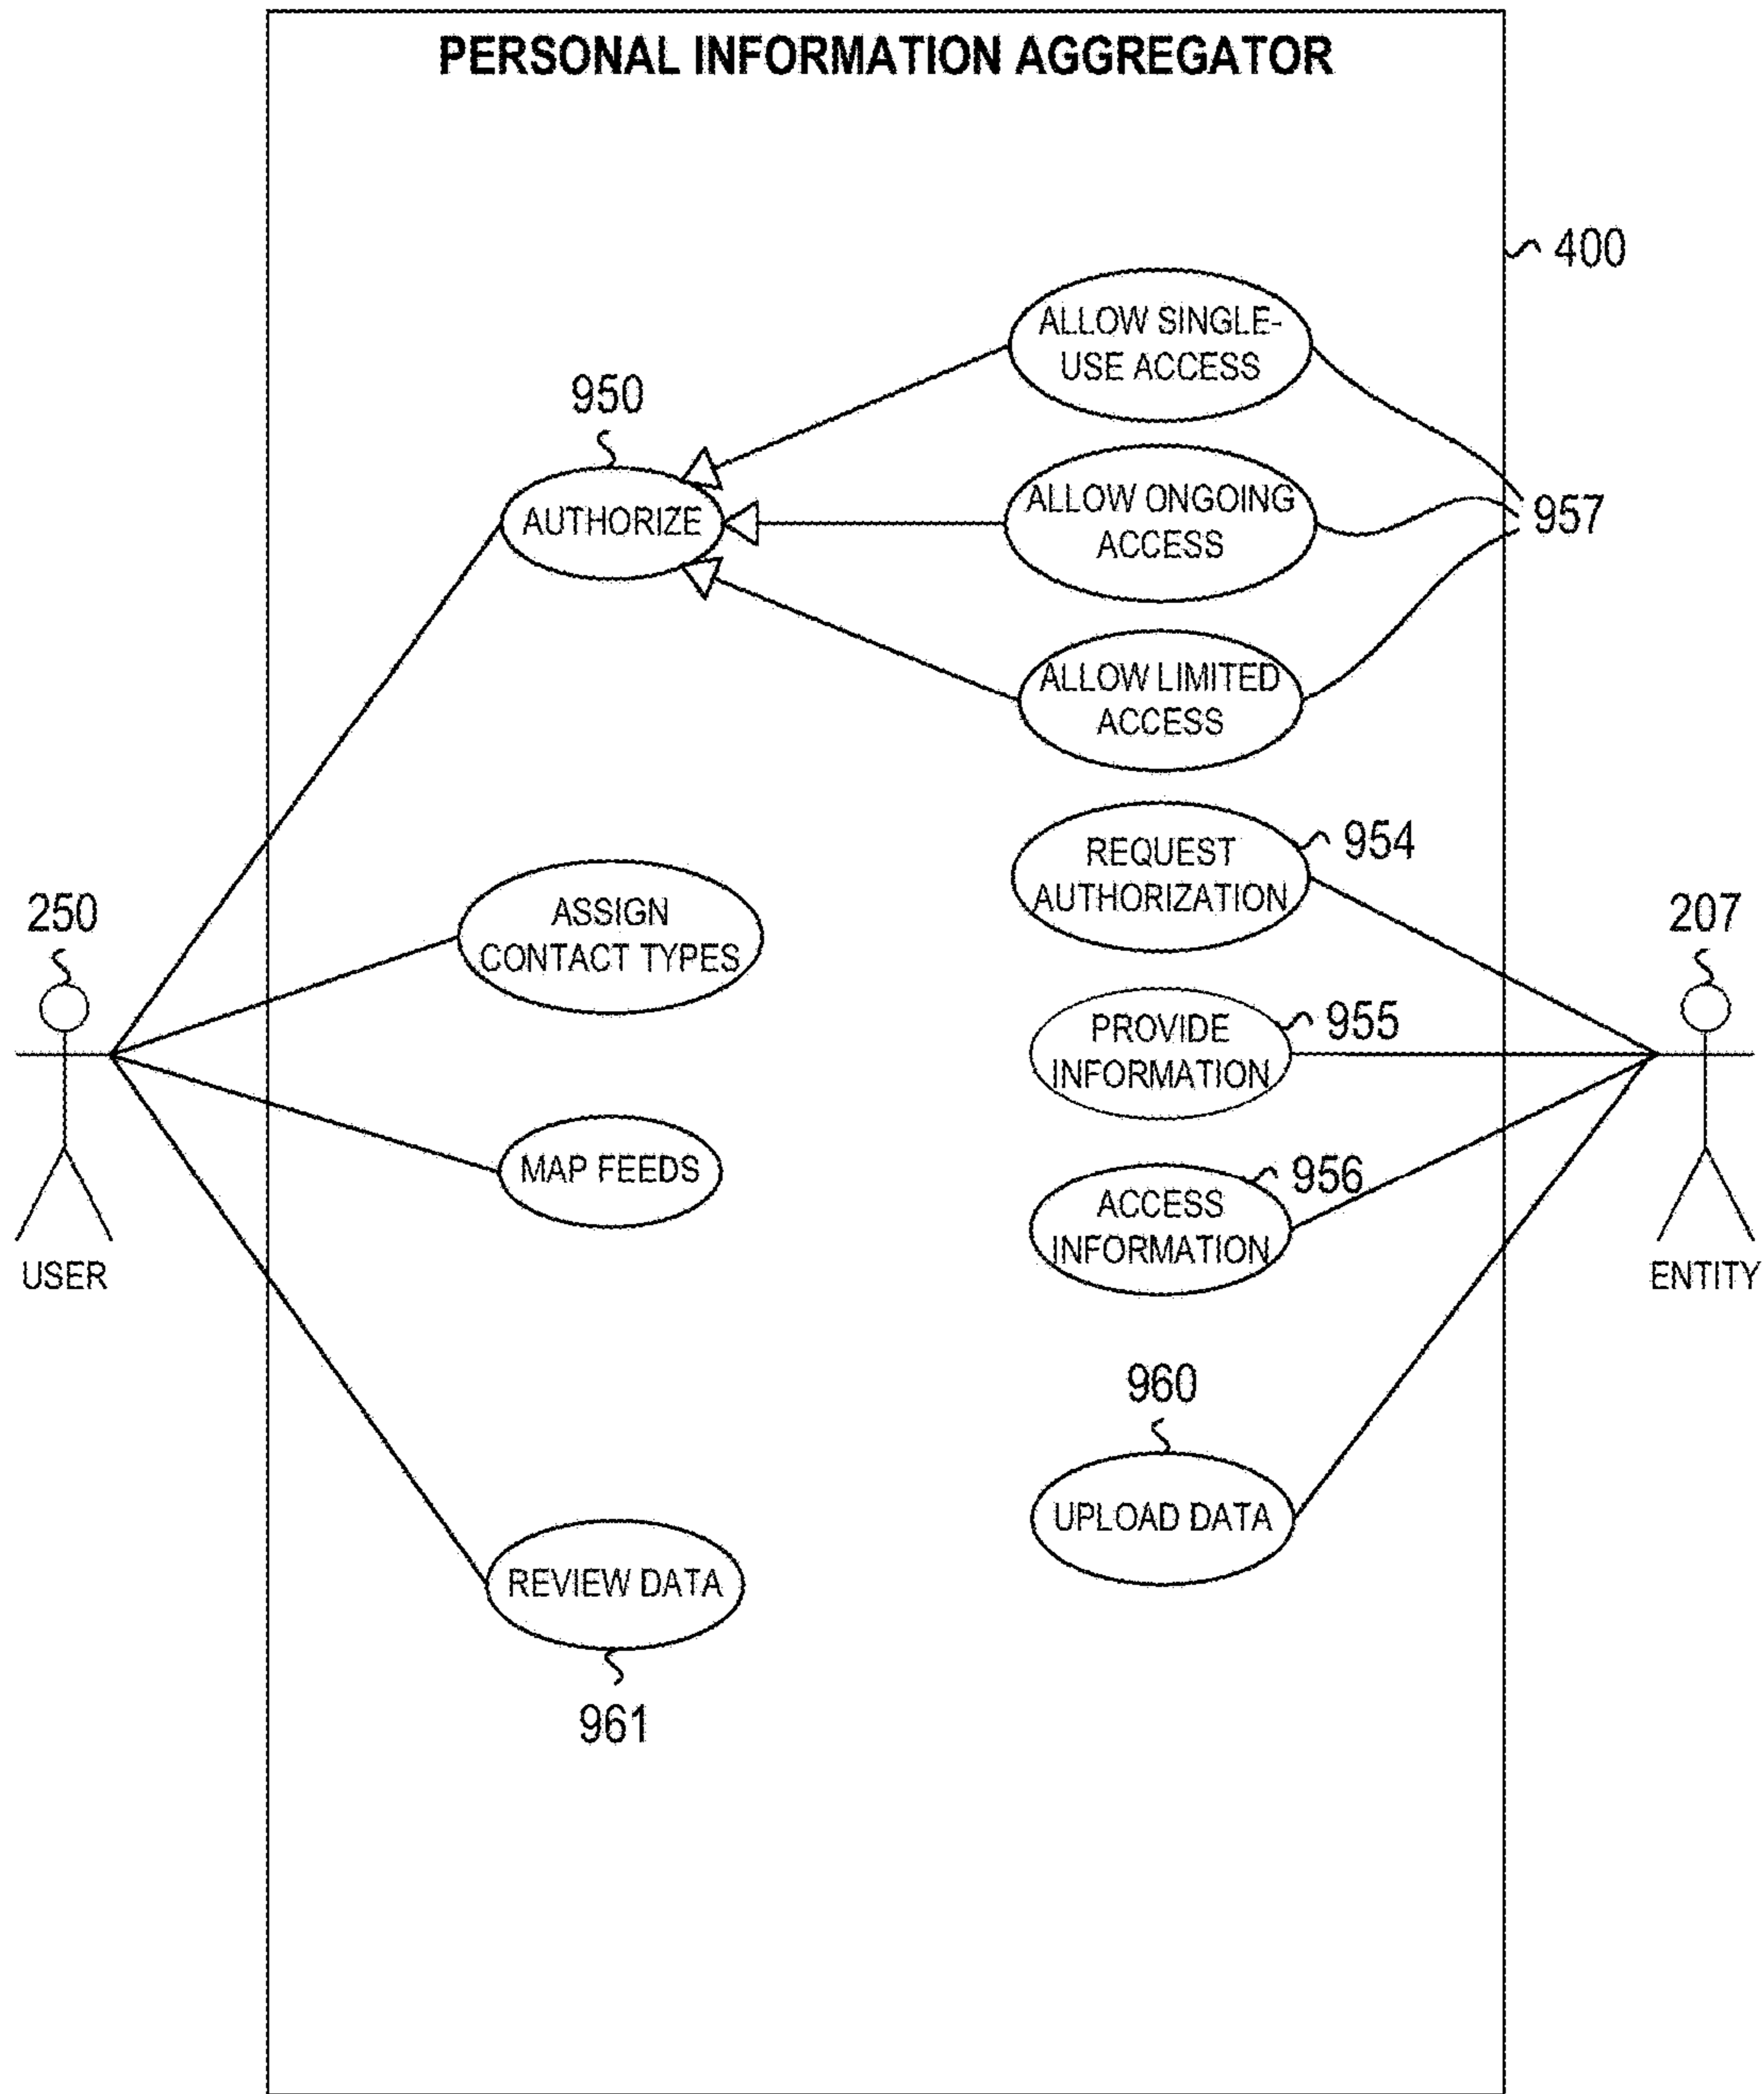 PERSONAL INFORMATION AGGREGATOR
400
ALLOW SINGLE-
USE ACCESS
950
AUTHORIZE
ALLOW ONGOING
ACCESS
957
ALLOW LIMITED
ACCESS
REQUEST
AUTHORIZATION
954
250
ASSIGN
CONTACT TYPES
207
PROVIDE
INFORMATION
955
MAP FEEDS
ACCESS
INFORMATION
956
USER
ENTITY
960
UPLOAD DATA
REVIEW DATA
961